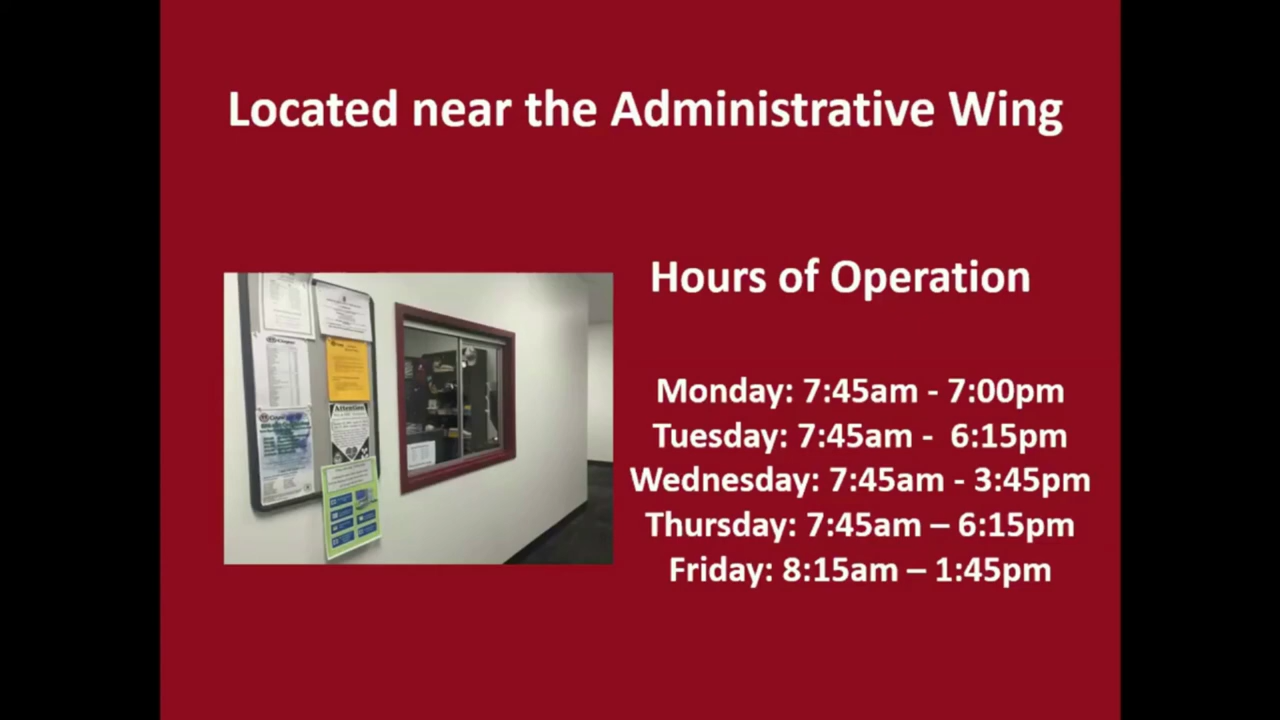 Located near the Administrative Wing
Hours of Operation
Monday: 7:45am - 7:00pm
Tuesday: 7:45am -  6:15pm
Wednesday: 7:45am - 3:45pm
Thursday: 7:45am – 6:15pm
Friday: 8:15am – 1:45pm
Attention